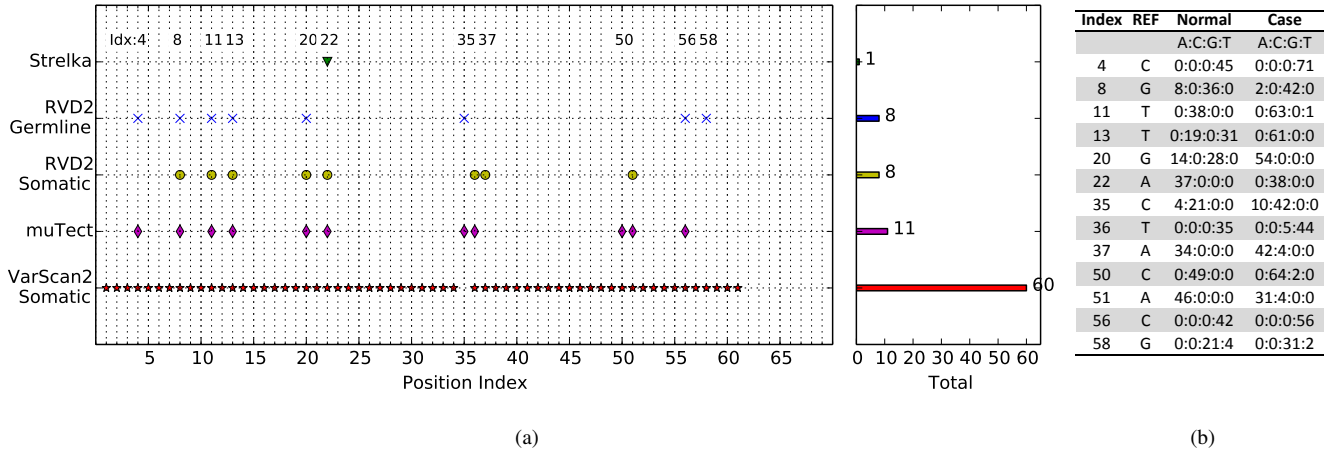 Idx:4 8 11 13 20 22 35 37 50 56 58
Strelka
RVD2
Germline
RVD2
Somatic
muTect
VarScan2
Somatic
5 10 15 20 25 30 35 40 45 50 55 60 65
Position Index
1
8
8
11
60
0 10 20 30 40 50 60
Total
Index REF Normal Case
A:C:G:T A:C:G:T
4 C 0:0:0:45 0:0:0:71
8 G 8:0:36:0 2:0:42:0
11 T 0:38:0:0 0:63:0:1
13 T 0:19:0:31 0:61:0:0
20 G 14:0:28:0 54:0:0:0
22 A 37:0:0:0 0:38:0:0
35 C 4:21:0:0 10:42:0:0
36 T 0:0:0:35 0:0:5:44
37 A 34:0:0:0 42:4:0:0
50 C 0:49:0:0 0:64:2:0
51 A 46:0:0:0 31:4:0:0
56 C 0:0:0:42 0:0:0:56
58 G 0:0:21:4 0:0:31:2
(a)
(b)